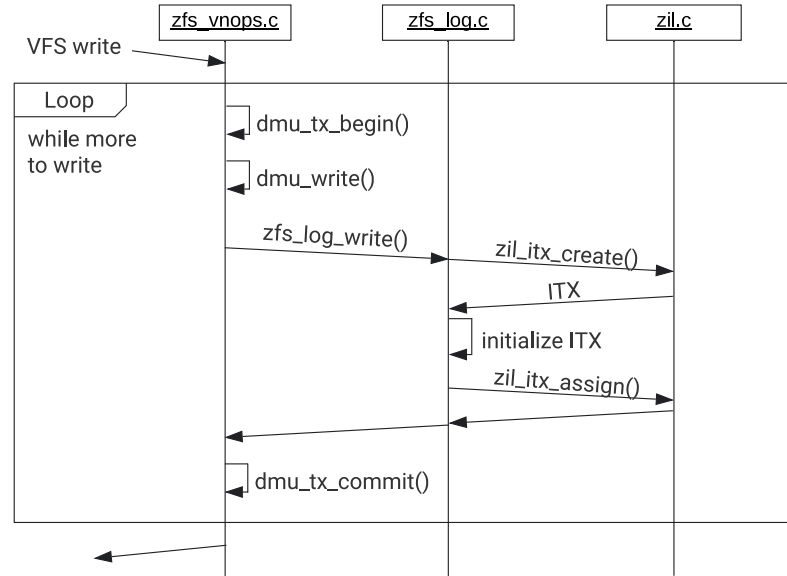 zfs_vnops.c
zfs_log.c
zil.c
VFS write
Loop
while more
to write
dmu_tx_begin()
dmu_write()
zfs_log_write()
zil_itx_create()
ITX
initialize ITX
zil_itx_assign()
dmu_tx_commit()